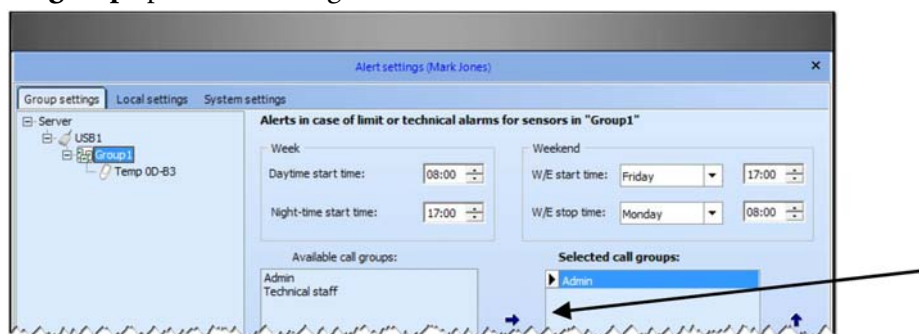 Alert settings (Mark Jones)
Group settings Local settings System settings
Server
USB1
Group1
Temp 0D-B3
Alerts in case of limit or technical alarms for sensors in "Group1"
Week
Daytime start time: 08:00
Night-time start time: 17:00
Weekend
W/E start time: Friday 17:00
W/E stop time: Monday 08:00
Available call groups:
Admin
Technical staff
Selected call groups:
Admin